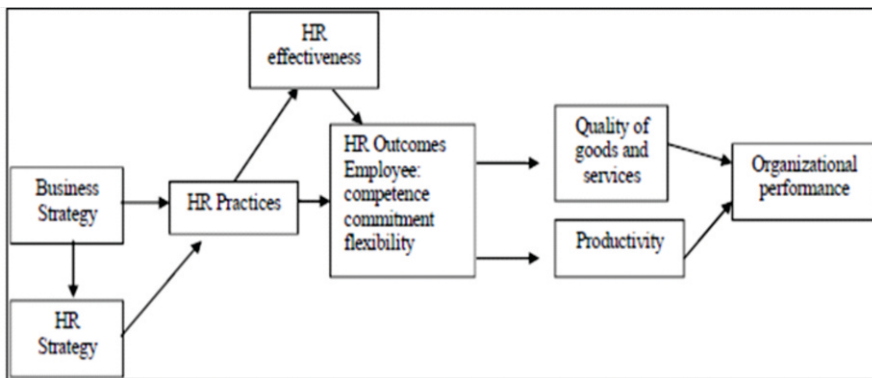 HR
effectiveness
HR Outcomes
Employee:
competence
commitment
flexibility
Quality of
goods and
services
Organizational
performance
Business
Strategy
HR Practices
Productivity
HR
Strategy